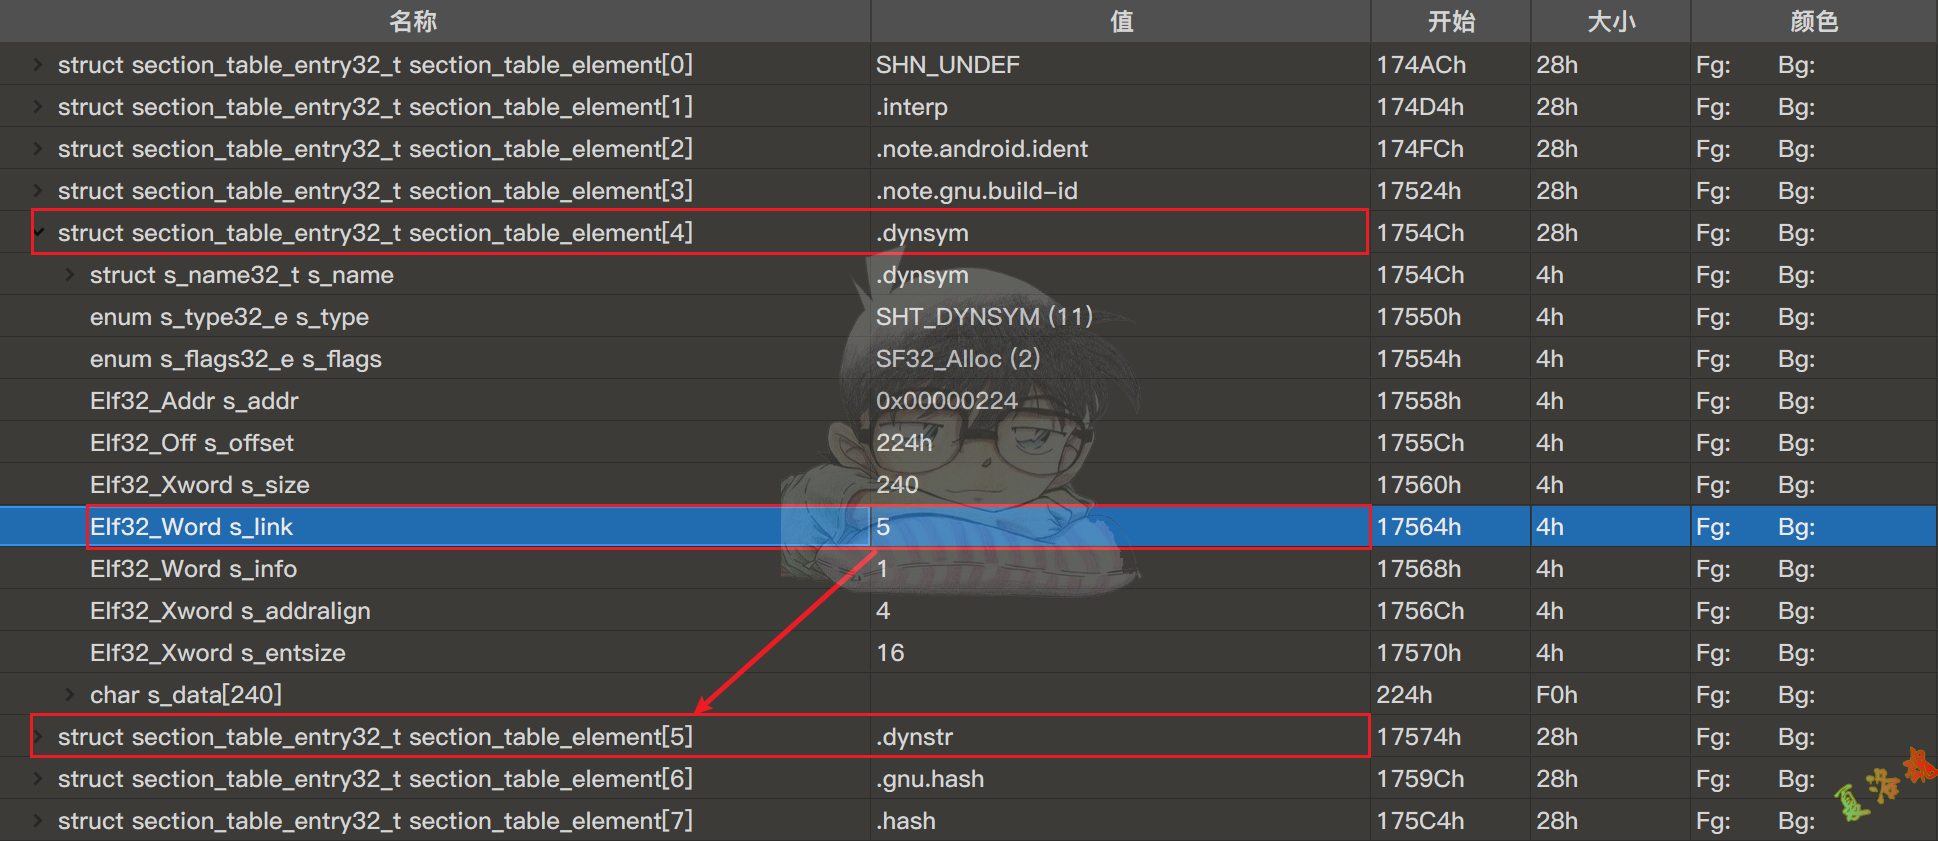 名称 值 开始 大小 颜色
struct section_table_entry32_t section_table_element[0] SHN_UNDEF 174ACh 28h Fg: Bg:
struct section_table_entry32_t section_table_element[1] .interp 174D4h 28h Fg: Bg:
struct section_table_entry32_t section_table_element[2] .note.android.ident 174FCh 28h Fg: Bg:
struct section_table_entry32_t section_table_element[3] .note.gnu.build-id 17524h 28h Fg: Bg:
struct section_table_entry32_t section_table_element[4] .dynsym 1754Ch 28h Fg: Bg:
struct s_name32_t s_name .dynsym 1754Ch 4h Fg: Bg:
enum s_type32_e s_type SHT_DYNSYM (11) 17550h 4h Fg: Bg:
enum s_flags32_e s_flags SF32_Alloc (2) 17554h 4h Fg: Bg:
Elf32_Addr s_addr 0x00000224 17558h 4h Fg: Bg:
Elf32_Off s_offset 224h 1755Ch 4h Fg: Bg:
Elf32_Xword s_size 240 17560h 4h Fg: Bg:
Elf32_Word s_link 5 17564h 4h Fg: Bg:
Elf32_Word s_info 1 17568h 4h Fg: Bg:
Elf32_Xword s_addralign 4 1756Ch 4h Fg: Bg:
Elf32_Xword s_entsize 16 17570h 4h Fg: Bg:
char s_data[240] 224h F0h Fg: Bg:
struct section_table_entry32_t section_table_element[5] .dynstr 17574h 28h Fg: Bg:
struct section_table_entry32_t section_table_element[6] .gnu.hash 1759Ch 28h Fg: Bg:
struct section_table_entry32_t section_table_element[7] .hash 175C4h 28h Fg: Bg:
夏洛